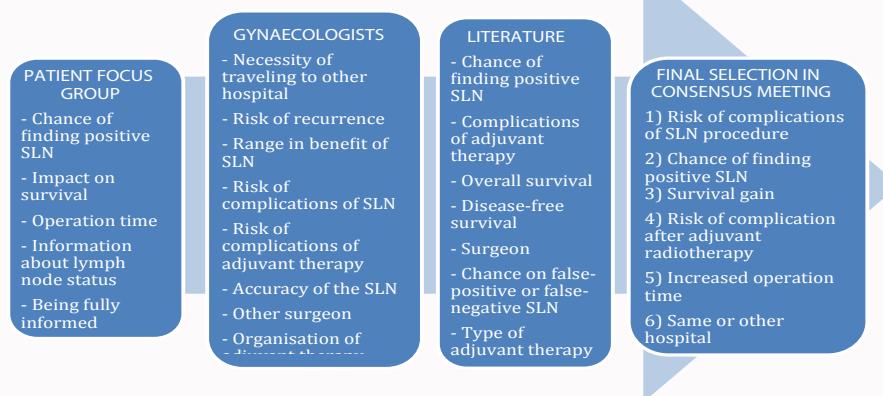 PATIENT FOCUS
GROUP
- Chance of
finding positive
SLN
- Impact on
survival
- Operation time
- Information
about lymph
node status
- Being fully
informed
GYNAECOLOGISTS
- Necessity of
traveling to other
hospital
- Risk of recurrence
- Range in benefit of
SLN
- Risk of
complications of SLN
- Risk of
complications of
adjuvant therapy
- Accuracy of the SLN
- Other surgeon
- Organisation of
adjuvant therapy
LITERATURE
- Chance of
finding positive
SLN
- Complications
of adjuvant
therapy
- Overall survival
- Disease-free
survival
- Surgeon
- Chance on false-
positive or false-
negative SLN
- Type of
adjuvant therapy
FINAL SELECTION IN
CONSENSUS MEETING
1) Risk of complications
of SLN procedure
2) Chance of finding
positive SLN
3) Survival gain
4) Risk of complication
after adjuvant
radiotherapy
5) Increased operation
time
6) Same or other
hospital